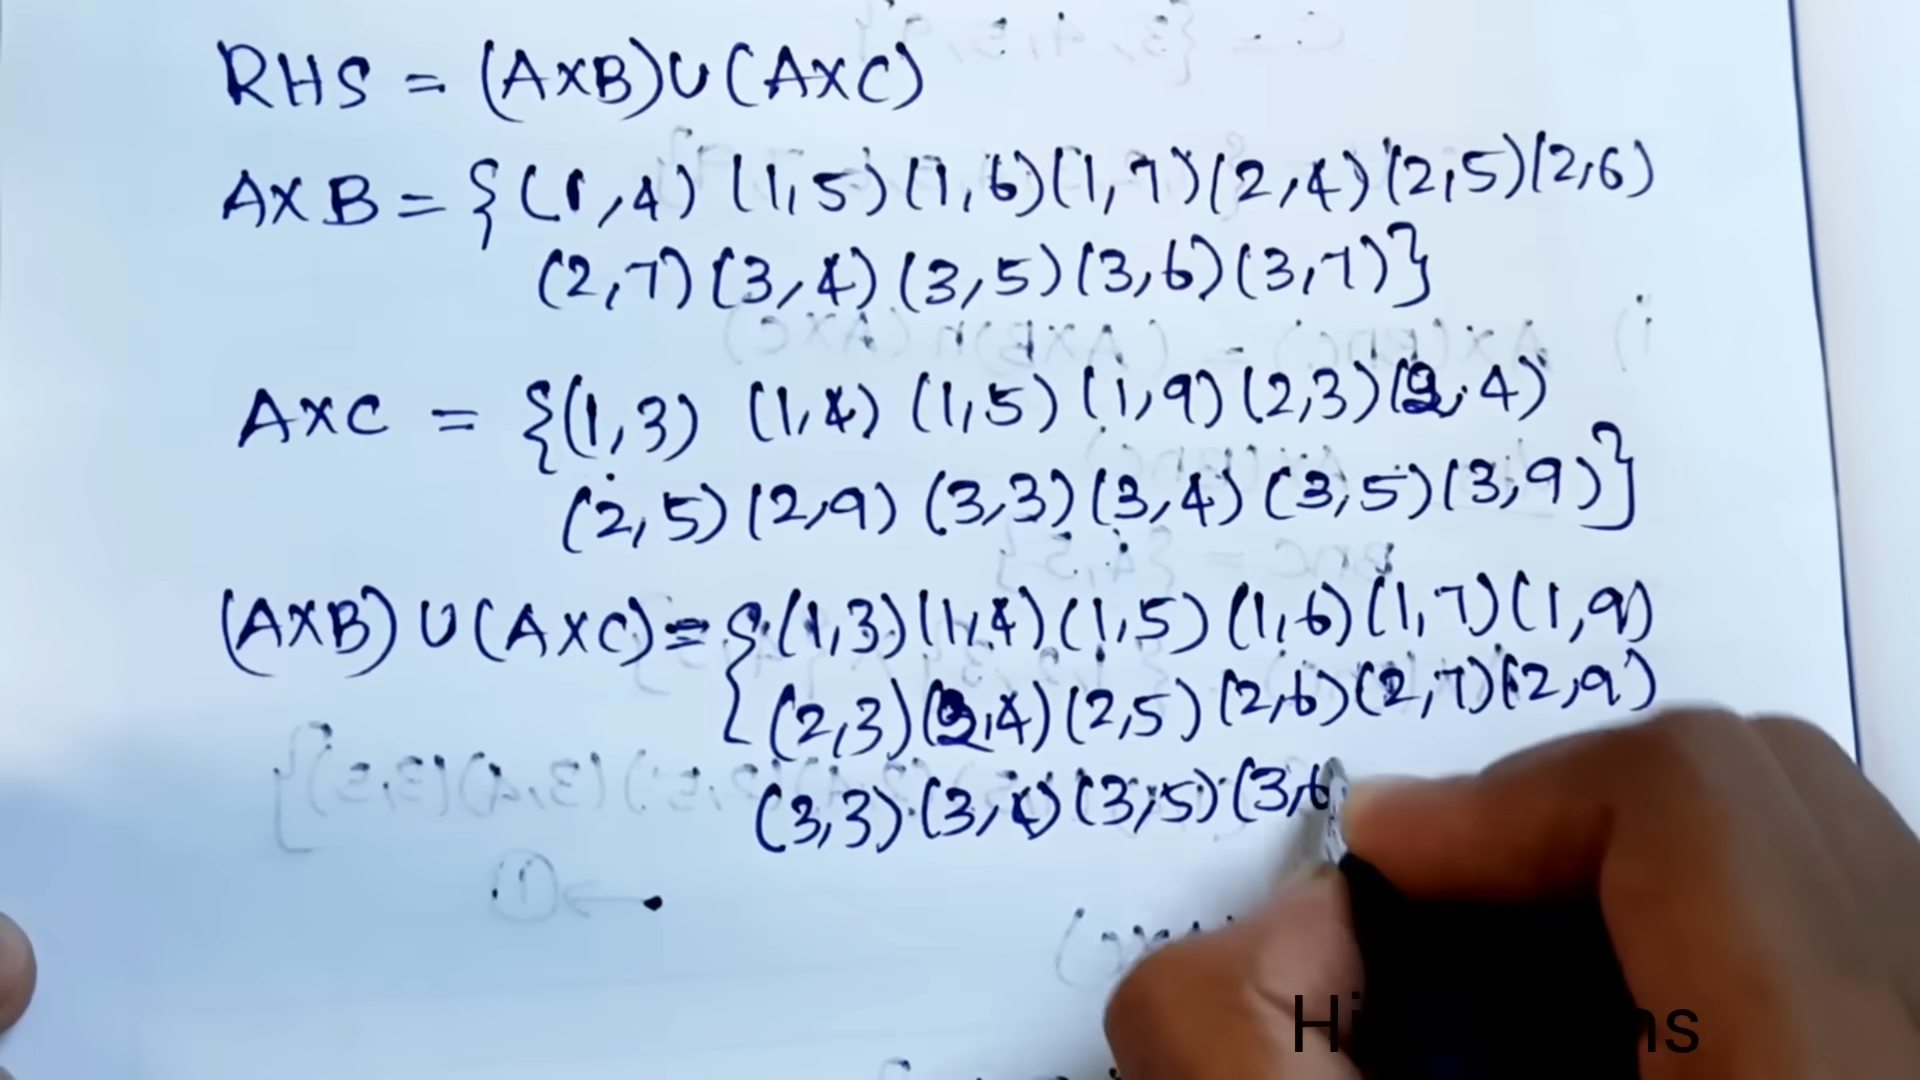 RHS = (A×B)∪(A×C)
A×B = {(1,4) (1,5) (1,6) (1,7) (2,4) (2,5) (2,6)
(2,7) (3,4) (3,5) (3,6) (3,7)}
A×C = {(1,3) (1,4) (1,5) (1,9) (2,3) (2,4)
(2,5) (2,9) (3,3) (3,4) (3,5) (3,9)}
(A×B)∪(A×C) = {(1,3) (1,4) (1,5) (1,6) (1,7) (1,9)
(2,3) (2,4) (2,5) (2,6) (2,7) (2,9)
(3,3) (3,4) (3,5) (3,6